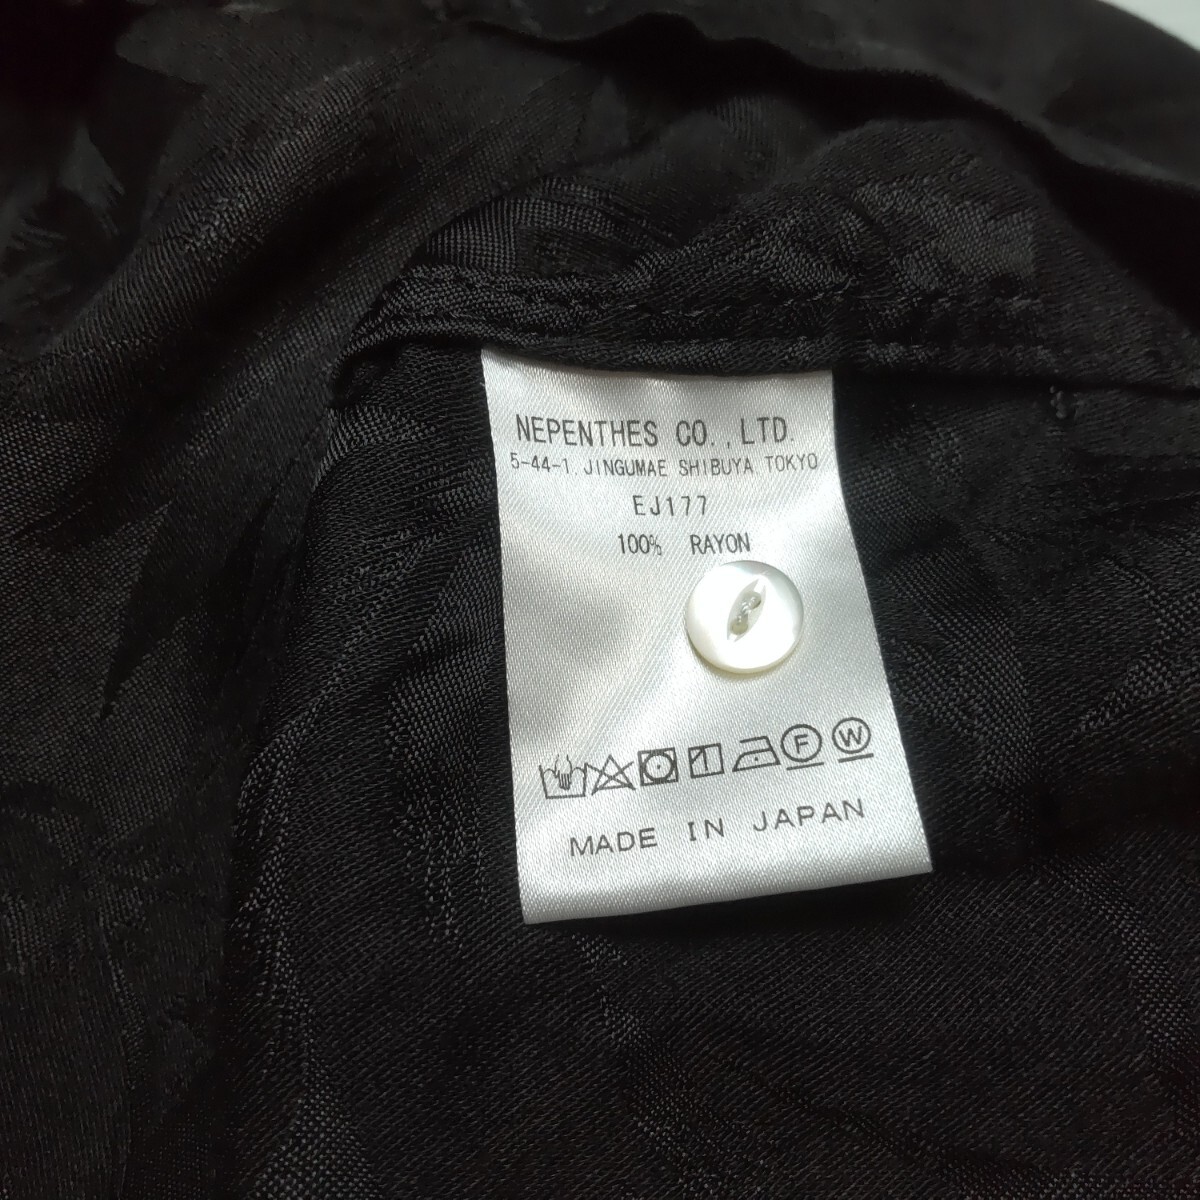 NEPENTHES CO., LTD.
5-44-1, JINGUMAE SHIBUYA TOKYO
EJ177
100% RAYON
F W
MADE IN JAPAN